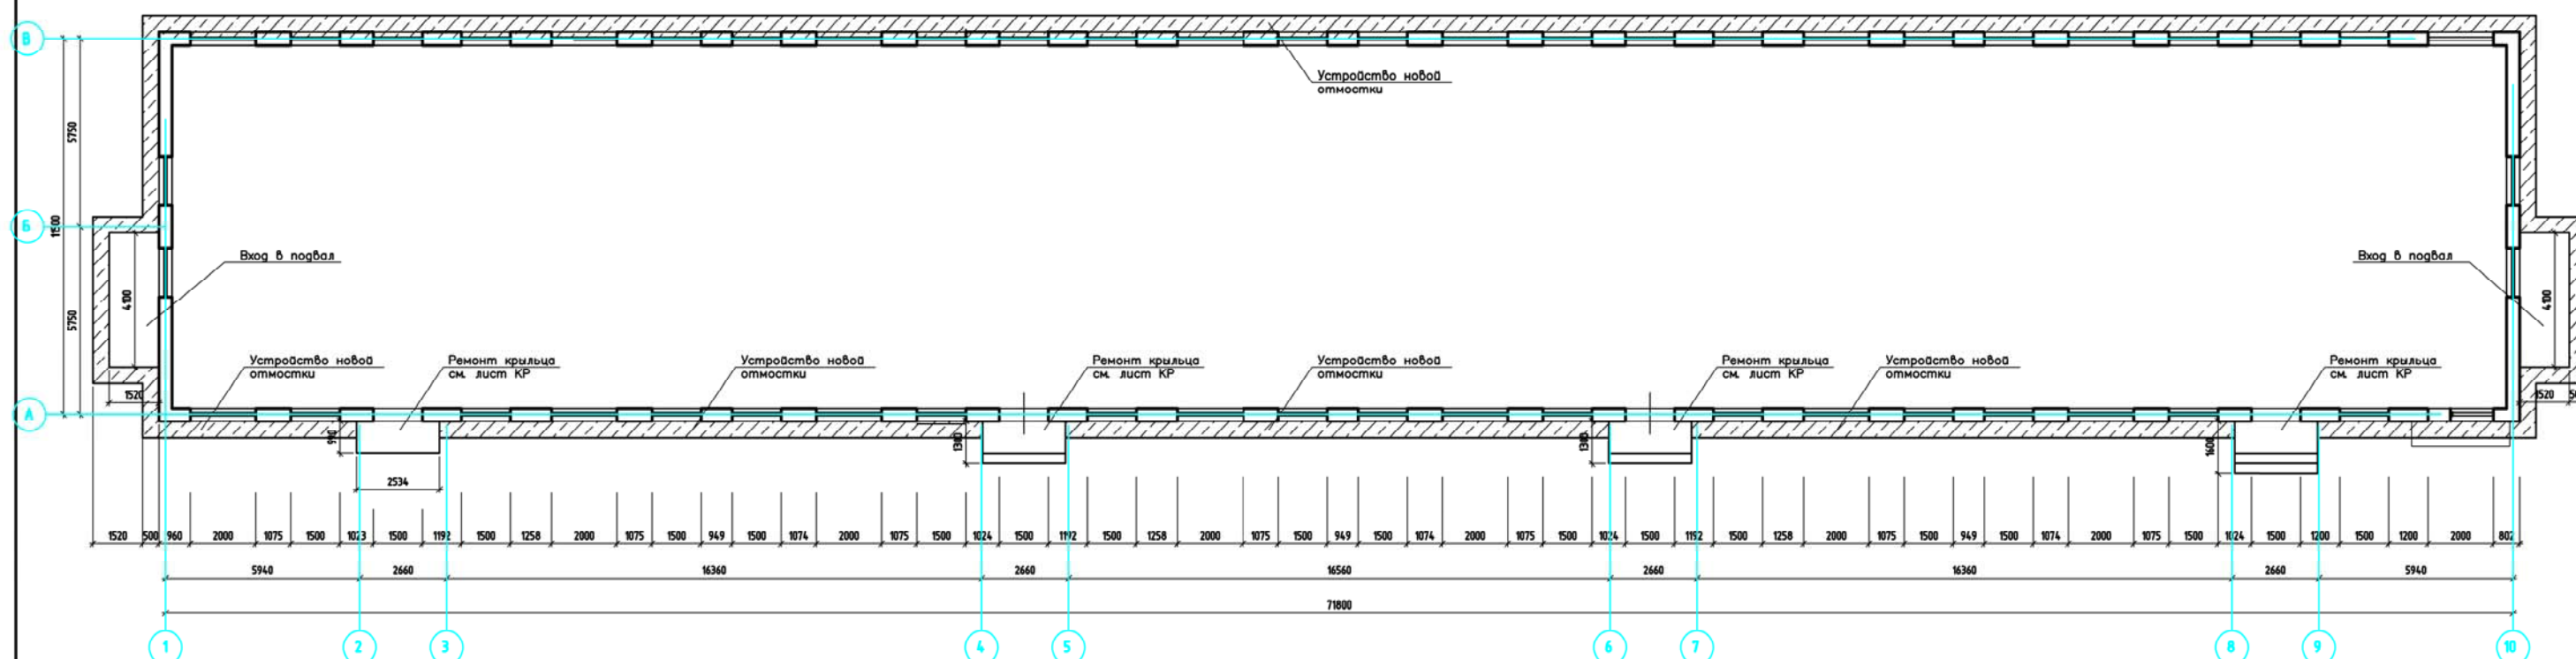 В
Устройство новой
отмостки
5750
Б
11500
Вход в подвал
Вход в подвал
4100
4100
5750
Устройство новой
отмостки
Ремонт крыльца
см. лист КР
Устройство новой
отмостки
Ремонт крыльца
см. лист КР
Устройство новой
отмостки
Ремонт крыльца
см. лист КР
Устройство новой
отмостки
Ремонт крыльца
см. лист КР
1520
1520
А
990
1300
1300
1600
2534
1520 500 960 2000 1075 1500 1023 1500 1192 1500 1258 2000 1075 1500 949 1500 1074 2000 1075 1500 1024 1500 1192 1500 1258 2000 1075 1500 949 1500 1074 2000 1075 1500 1024 1500 1192 1500 1258 2000 1075 1500 949 1500 1074 2000 1075 1500 1024 1500 1200 1500 1200 2000 802
5940 2660 16360 2660 16560 2660 16360 2660 5940
71800
1 2 3 4 5 6 7 8 9 10